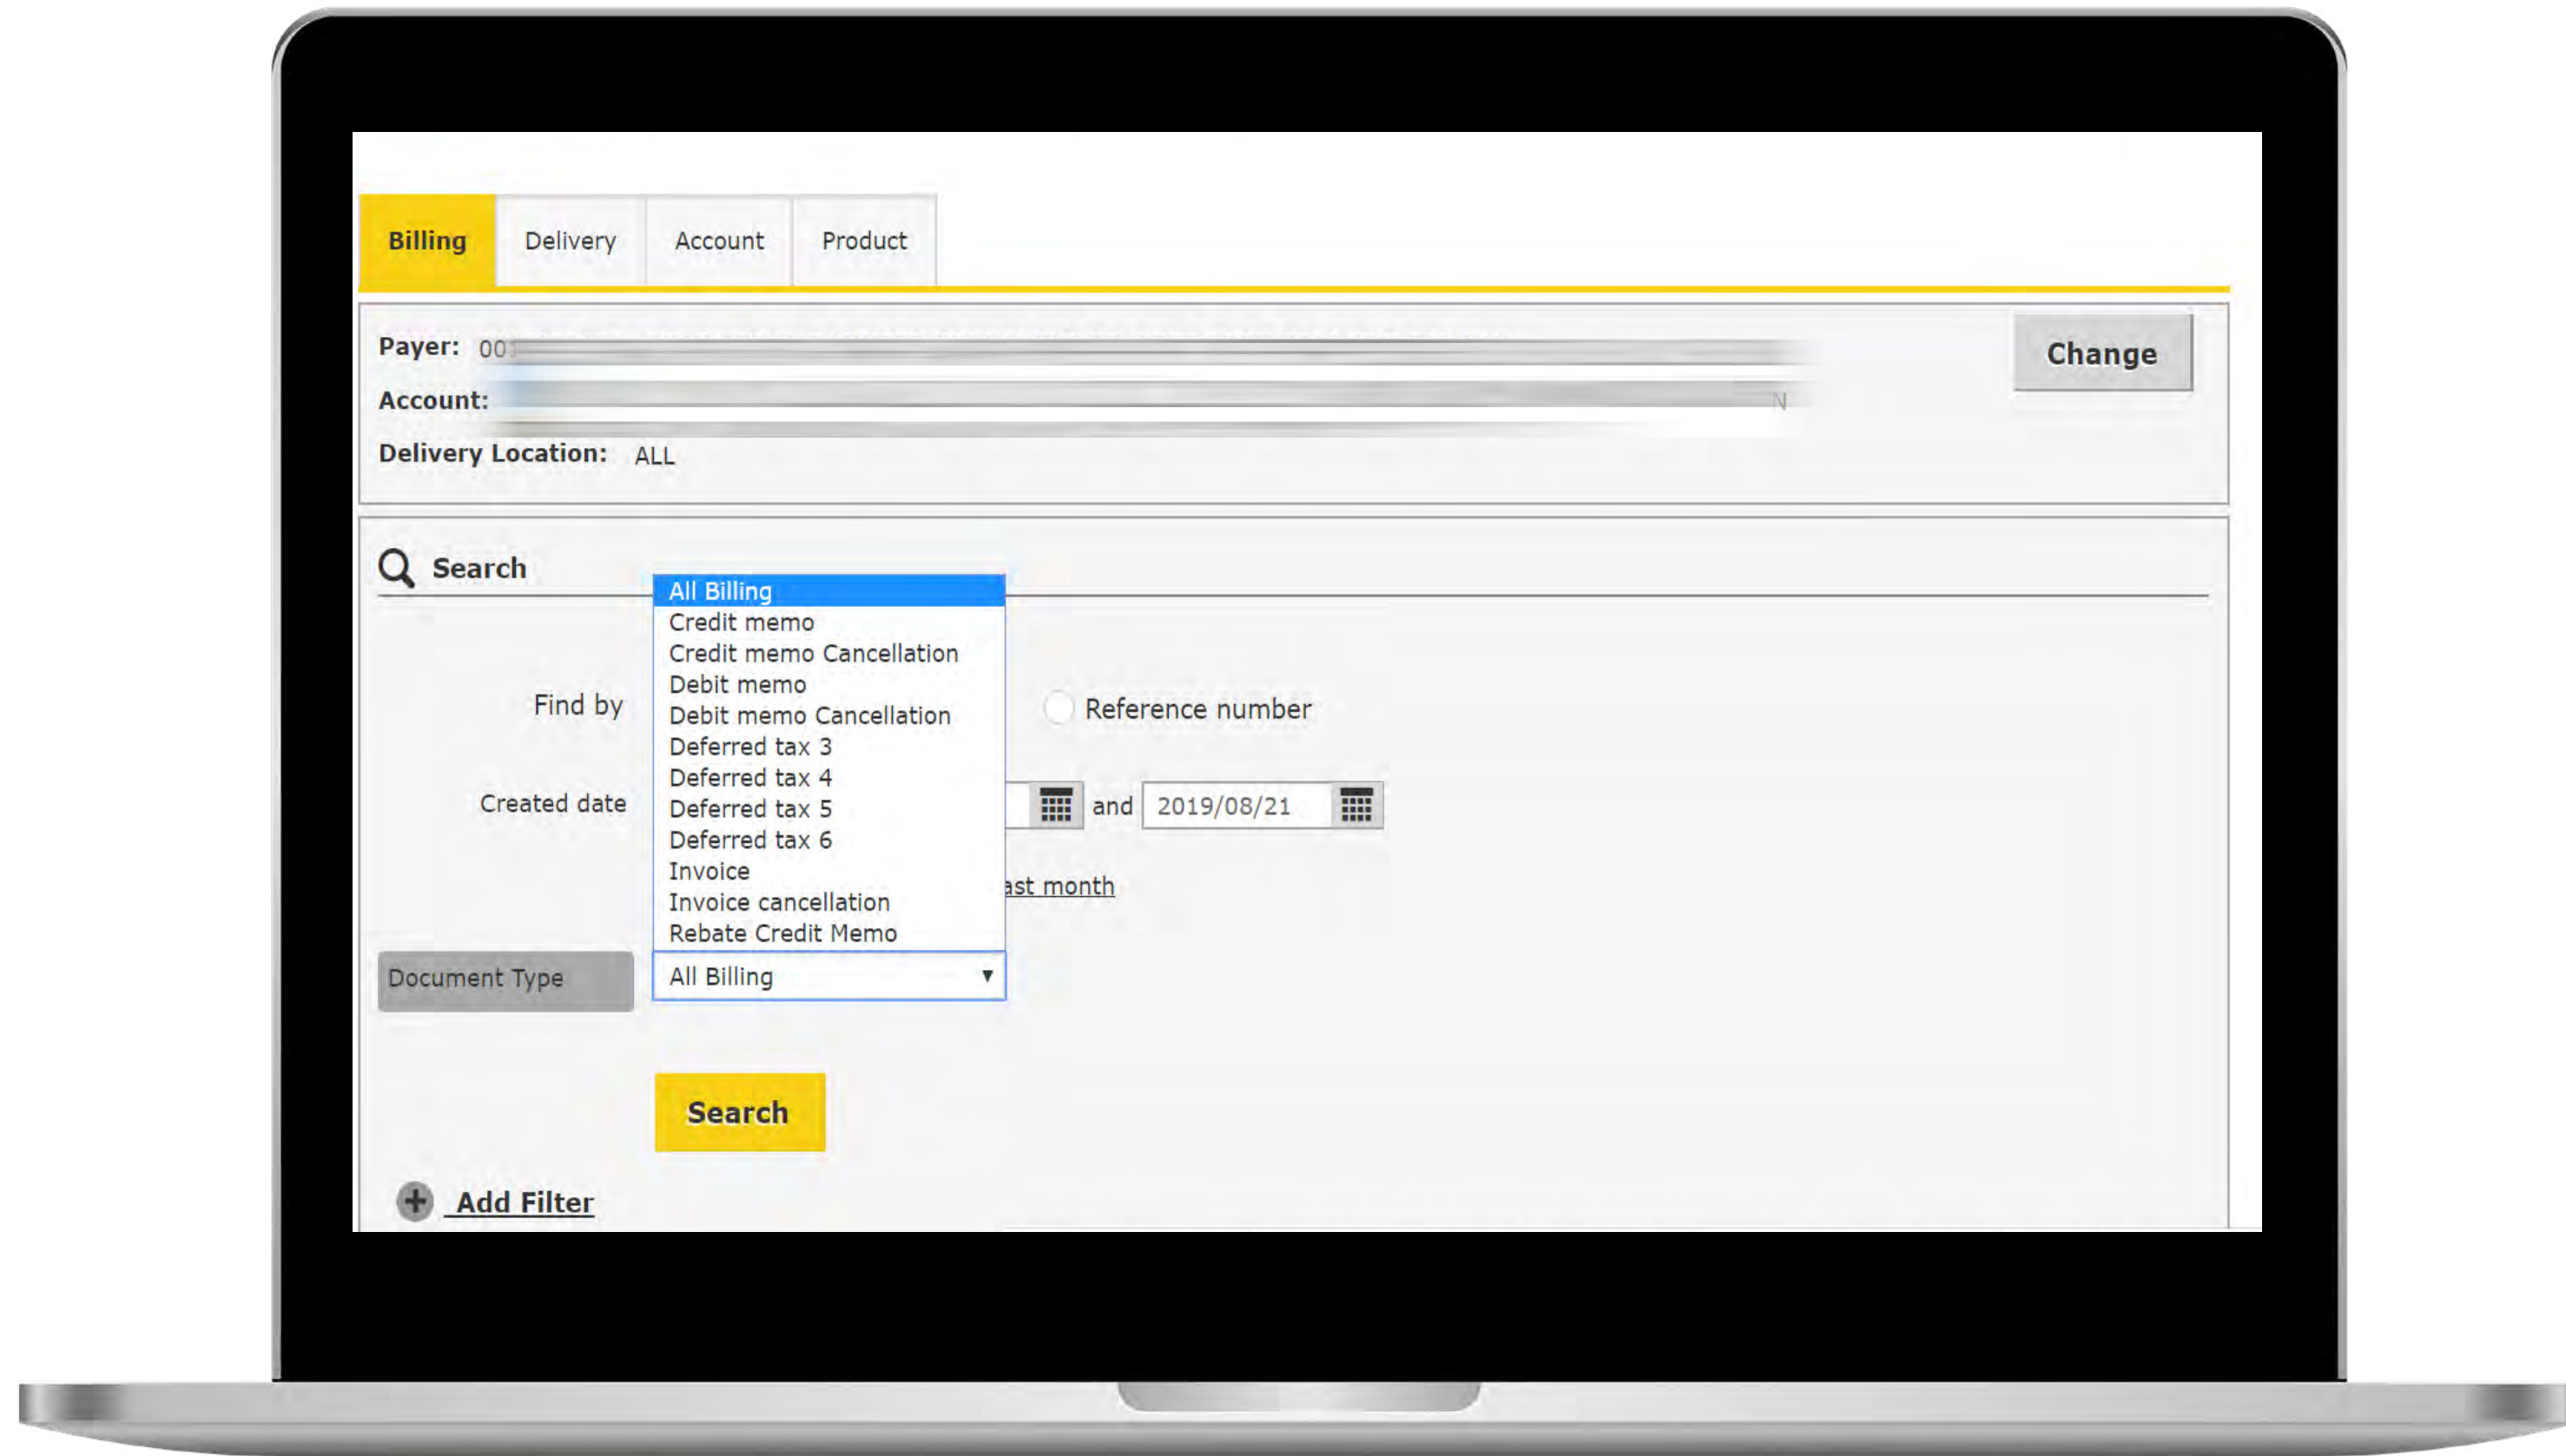 Billing Delivery Account Product
Payer: 00
Change
Account:
N
Delivery Location: ALL
Search
All Billing
Credit memo
Credit memo Cancellation
Debit memo
Debit memo Cancellation
Deferred tax 3
Deferred tax 4
Deferred tax 5
Deferred tax 6
Invoice
Invoice cancellation
Rebate Credit Memo
Find by
Reference number
Created date
and 2019/08/21
month
Document Type All Billing
Search
Add Filter